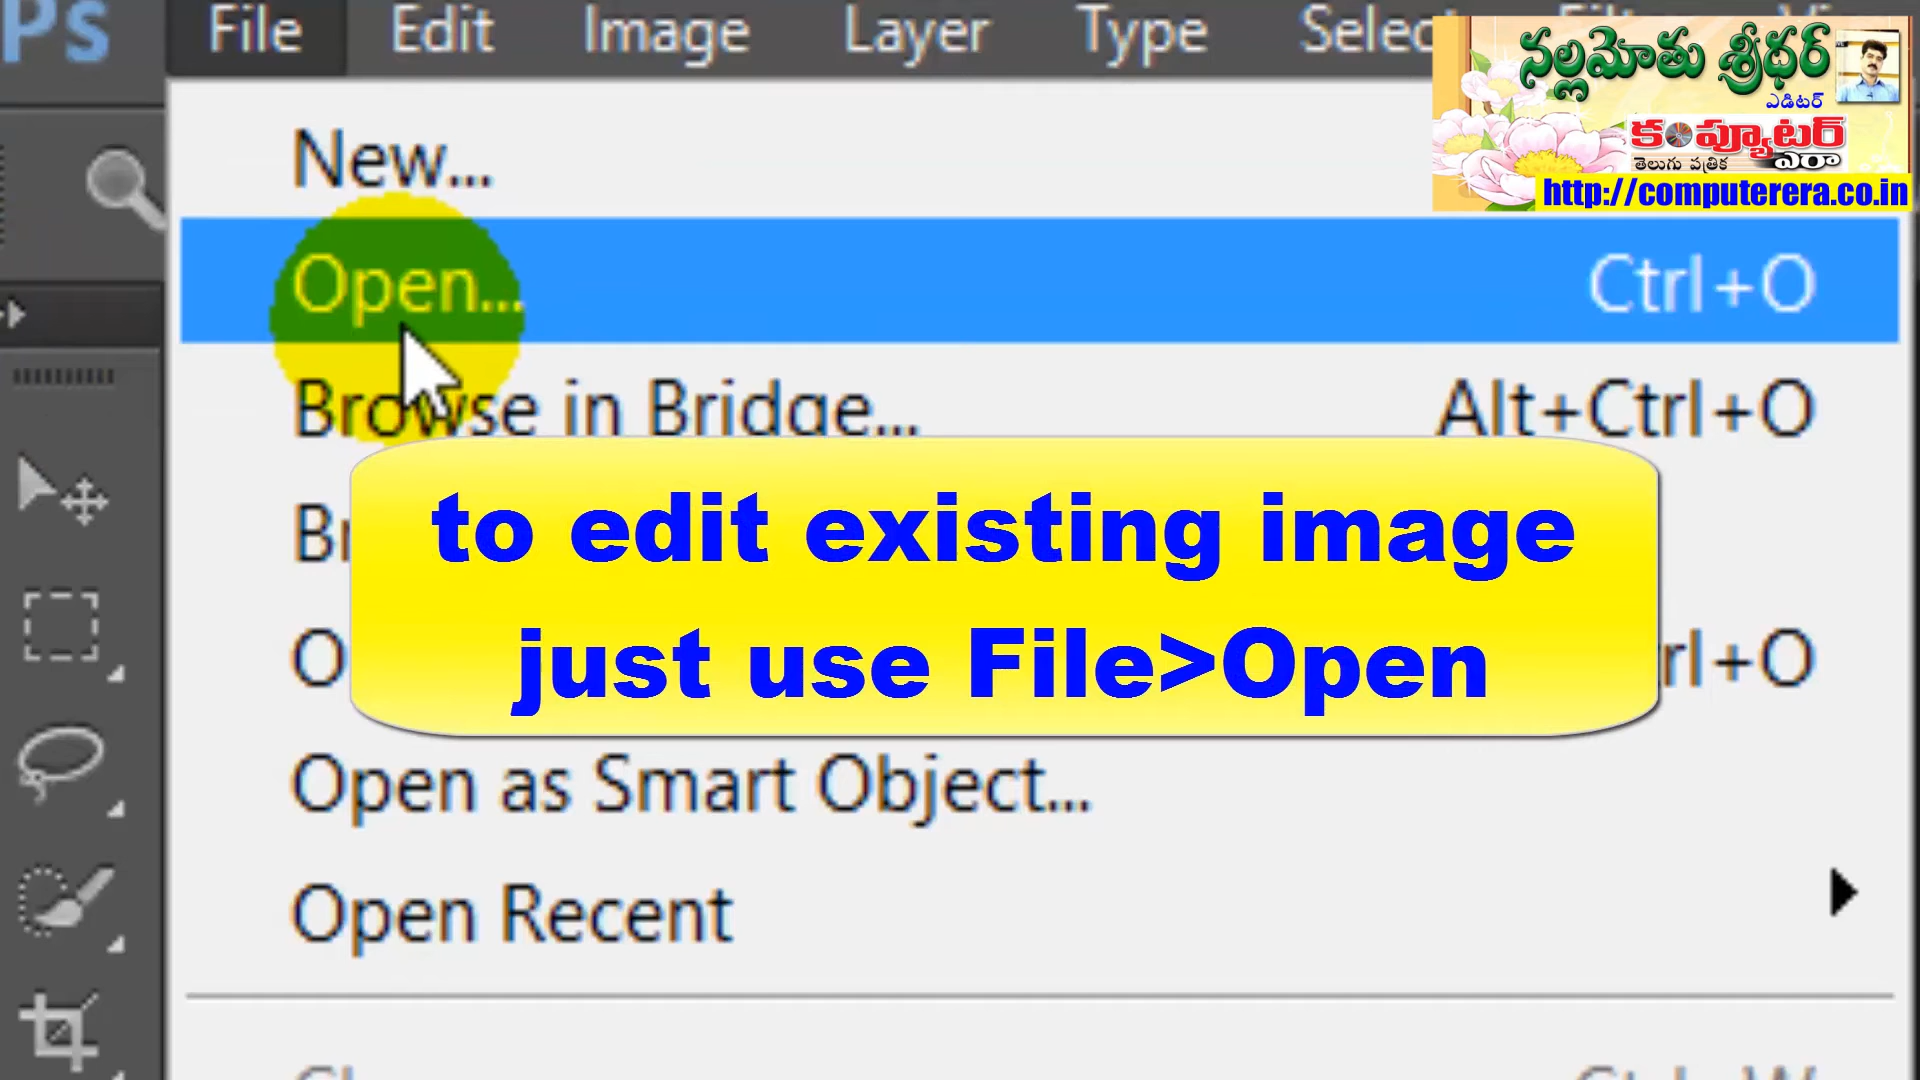 Ps File Edit Image Layer Type
నల్లమోతు శ్రీధర్
ఎడిటర్
కంప్యూటర్
తెలుగు పత్రిక ఎరా
http://computerera.co.in
New...
Open... Ctrl+O
Browse in Bridge... Alt+Ctrl+O
to edit existing image
just use File>Open
Open as Smart Object...
Open Recent